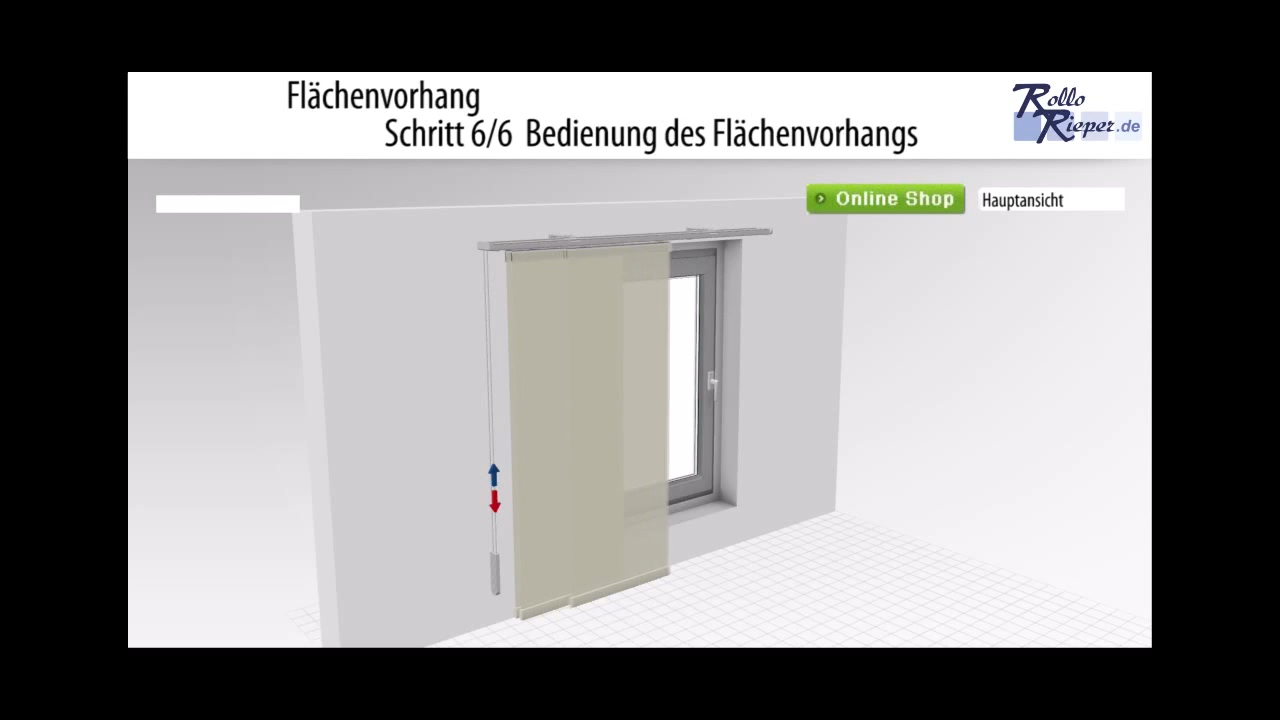 Flächenvorhang
Schritt 6/6 Bedienung des Flächenvorhangs
Rollo
Rieper.de
Online Shop
Hauptansicht